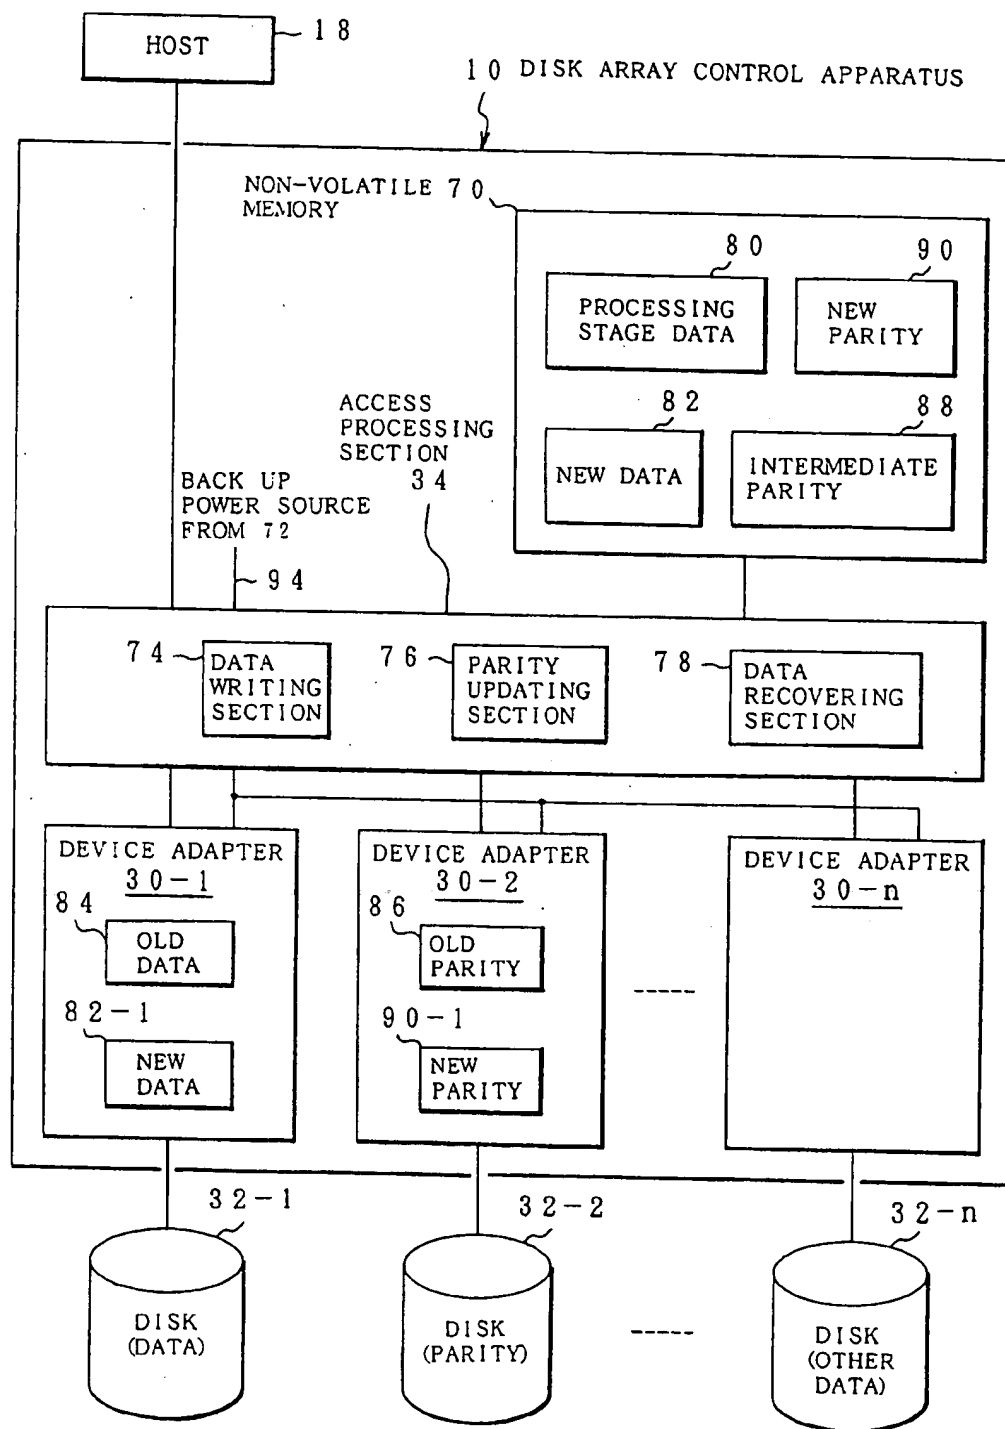 HOST
18
10 DISK ARRAY CONTROL APPARATUS
NON-VOLATILE 70
MEMORY
80
90
PROCESSING
STAGE DATA
NEW
PARITY
82
88
NEW DATA
INTERMEDIATE
PARITY
ACCESS
PROCESSING
SECTION
34
BACK UP
POWER SOURCE
FROM 72
94
74
DATA
WRITING
SECTION
76
PARITY
UPDATING
SECTION
78
DATA
RECOVERING
SECTION
DEVICE ADAPTER
30-1
84
OLD
DATA
82-1
NEW
DATA
DEVICE ADAPTER
30-2
86
OLD
PARITY
90-1
NEW
PARITY
DEVICE ADAPTER
30-n
32-1
DISK
(DATA)
32-2
DISK
(PARITY)
32-n
DISK
(OTHER
DATA)